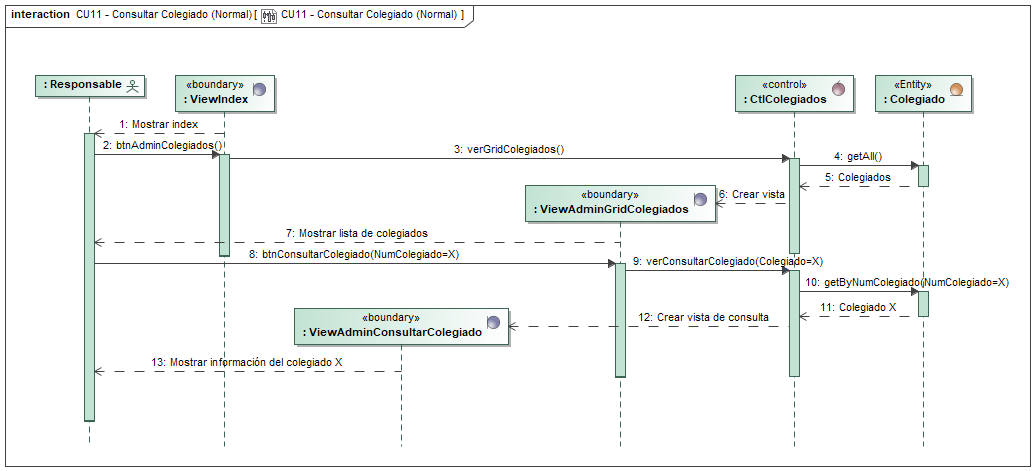 interaction CU11 - Consultar Colegiado (Normal) [ CU11 - Consultar Colegiado (Normal) ]
: Responsable
«boundary»
: ViewIndex
«control»
: CtlColegiados
«Entity»
: Colegiado
1: Mostrar index
2: btnAdminColegiados()
3: verGridColegiados()
4: getAll()
5: Colegiados
6: Crear vista
«boundary»
: ViewAdminGridColegiados
7: Mostrar lista de colegiados
8: btnConsultarColegiado(NumColegiado=X)
9: verConsultarColegiado(Colegiado=X)
10: getByNumColegiado(NumColegiado=X)
11: Colegiado X
12: Crear vista de consulta
«boundary»
: ViewAdminConsultarColegiado
13: Mostrar información del colegiado X